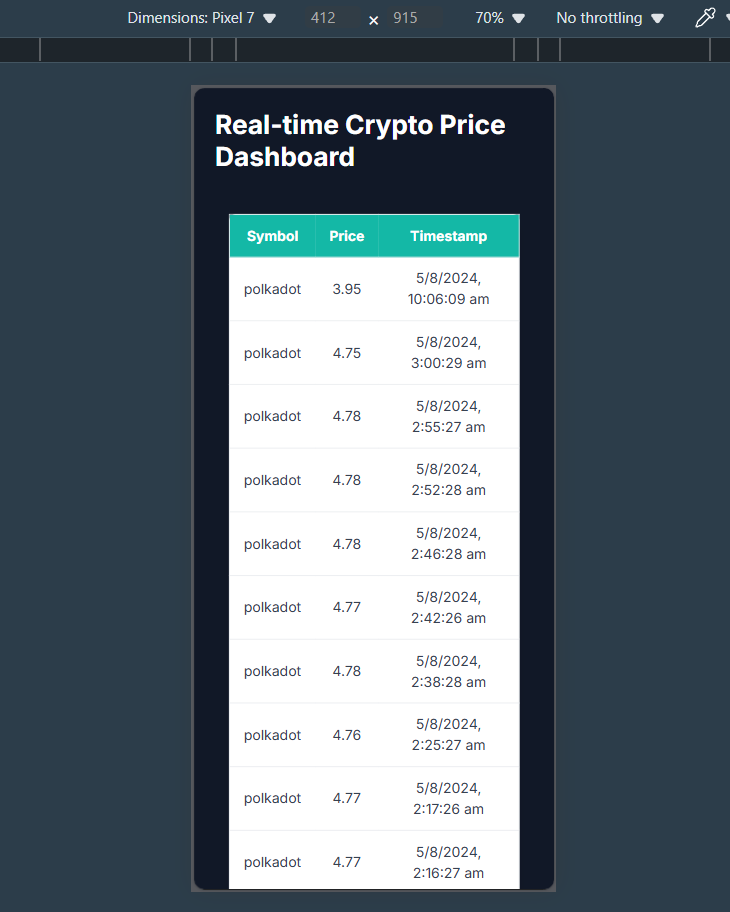 Dimensions: Pixel 7 412 × 915 70% No throttling
Real-time Crypto Price
Dashboard
Symbol Price Timestamp
polkadot 3.95 5/8/2024,
10:06:09 am
polkadot 4.75 5/8/2024,
3:00:29 am
polkadot 4.78 5/8/2024,
2:55:27 am
polkadot 4.78 5/8/2024,
2:52:28 am
polkadot 4.78 5/8/2024,
2:46:28 am
polkadot 4.77 5/8/2024,
2:42:26 am
polkadot 4.78 5/8/2024,
2:38:28 am
polkadot 4.76 5/8/2024,
2:25:27 am
polkadot 4.77 5/8/2024,
2:17:26 am
polkadot 4.77 5/8/2024,
2:16:27 am